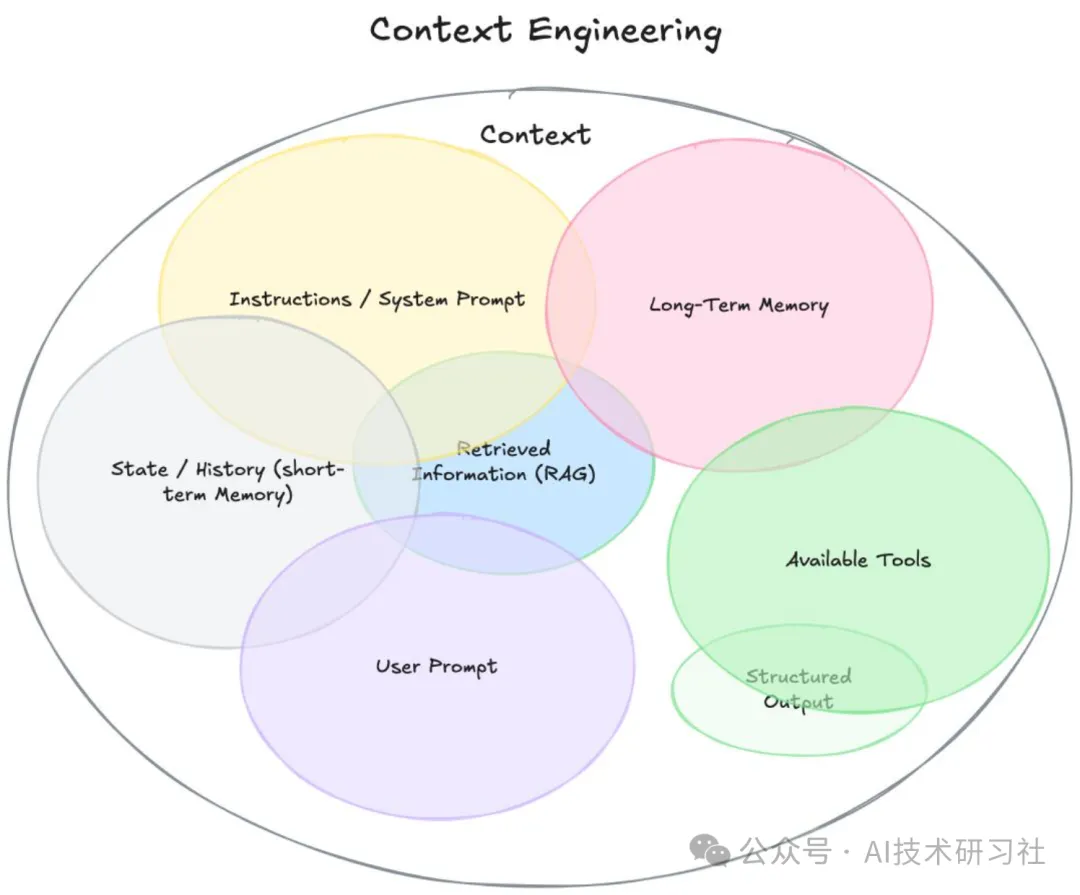 Context Engineering
Context
Instructions / System Prompt
Long-Term Memory
Retrieved
Information (RAG)
State / History (short-
term Memory)
Available Tools
User Prompt
Structured
Output
公众号 · AI技术研习社